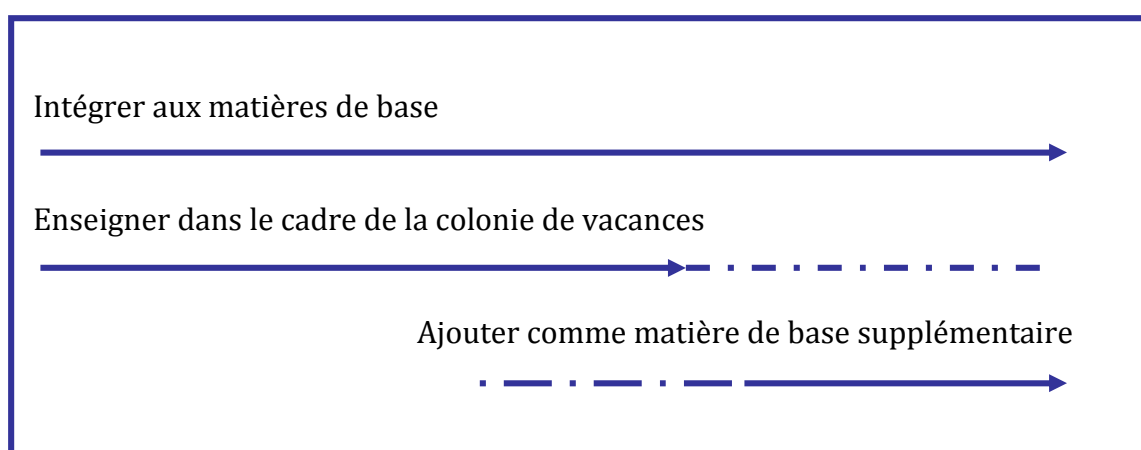 Intégrer aux matières de base
Enseigner dans le cadre de la colonie de vacances
Ajouter comme matière de base supplémentaire